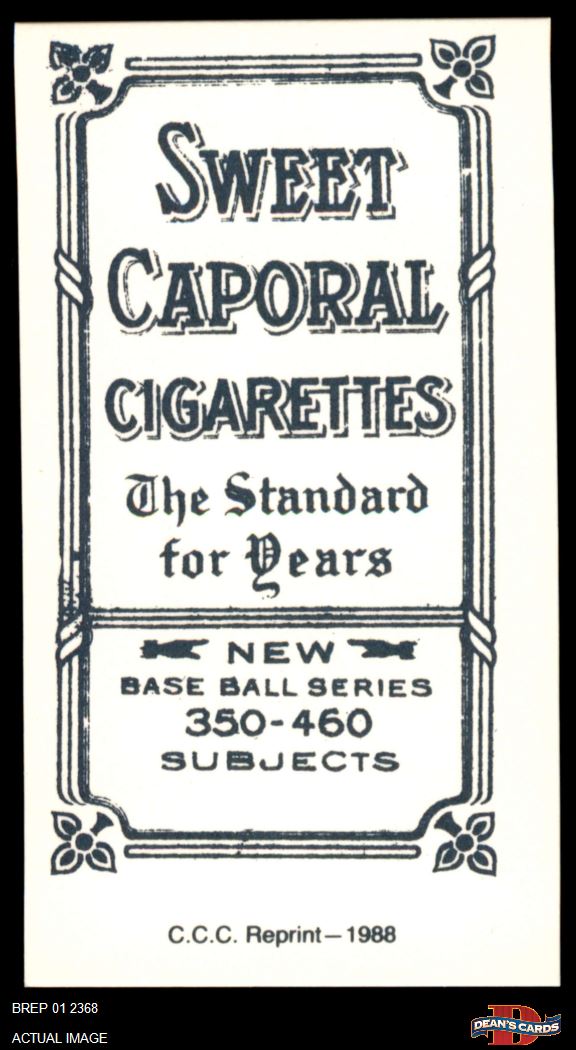 SWEET
CAPORAL
CIGARETTES
The Standard
for Years
NEW
BASE BALL SERIES
350-460
SUBJECTS
C.C.C. Reprint—1988
BREP 01 2368
ACTUAL IMAGE
D
DEAN'S CARDS